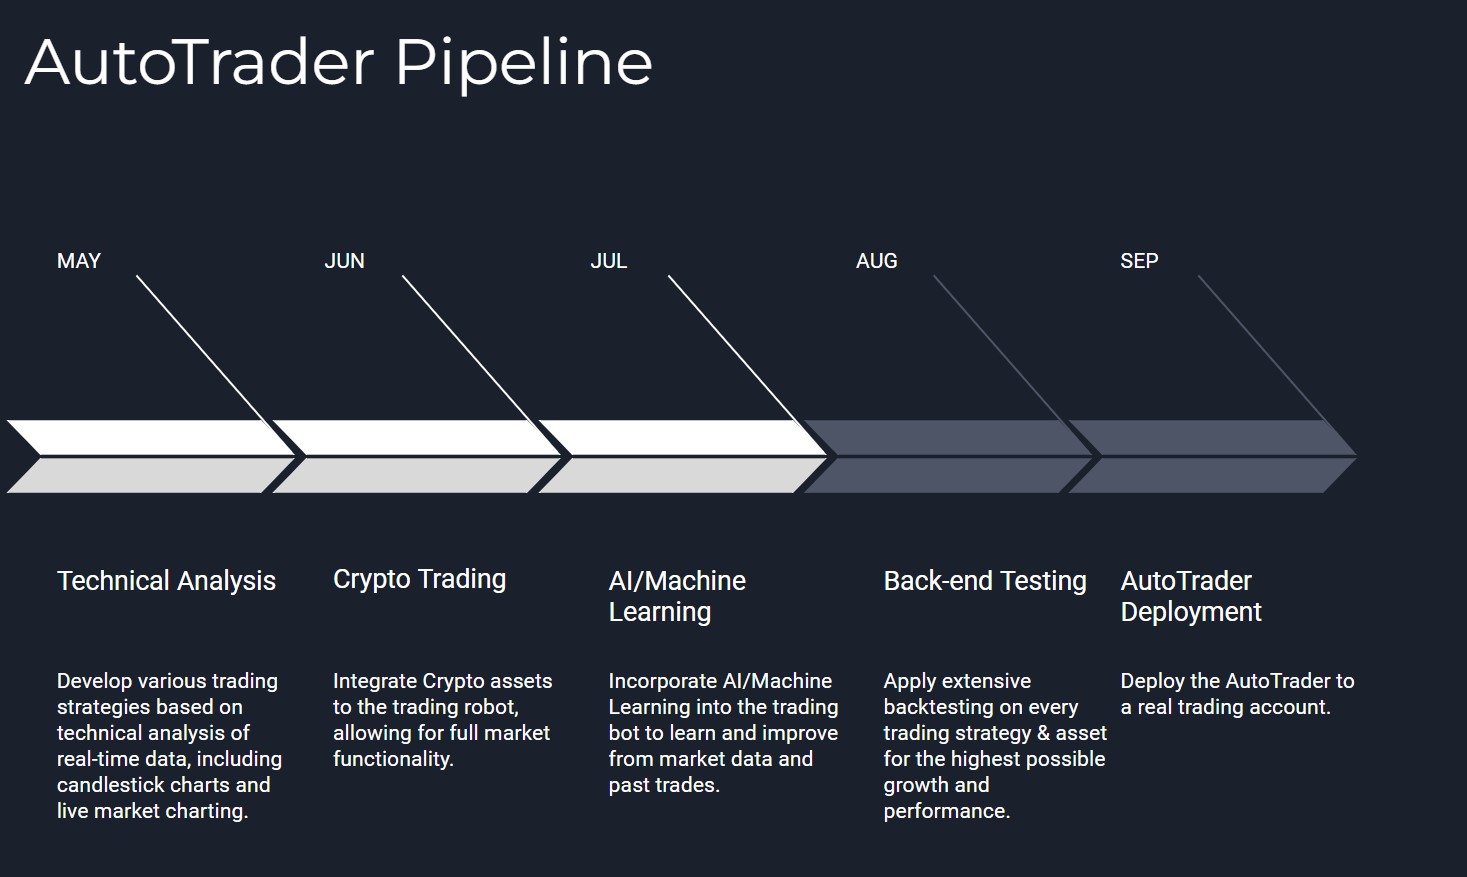 AutoTrader Pipeline
MAY
JUN
JUL
AUG
SEP
Technical Analysis
Develop various trading
strategies based on
technical analysis of
real-time data, including
candlestick charts and
live market charting.
Crypto Trading
Integrate Crypto assets
to the trading robot,
allowing for full market
functionality.
AI/Machine
Learning
Incorporate AI/Machine
Learning into the trading
bot to learn and improve
from market data and
past trades.
Back-end Testing
Apply extensive
backtesting on every
trading strategy & asset
for the highest possible
growth and
performance.
AutoTrader
Deployment
Deploy the AutoTrader to
a real trading account.